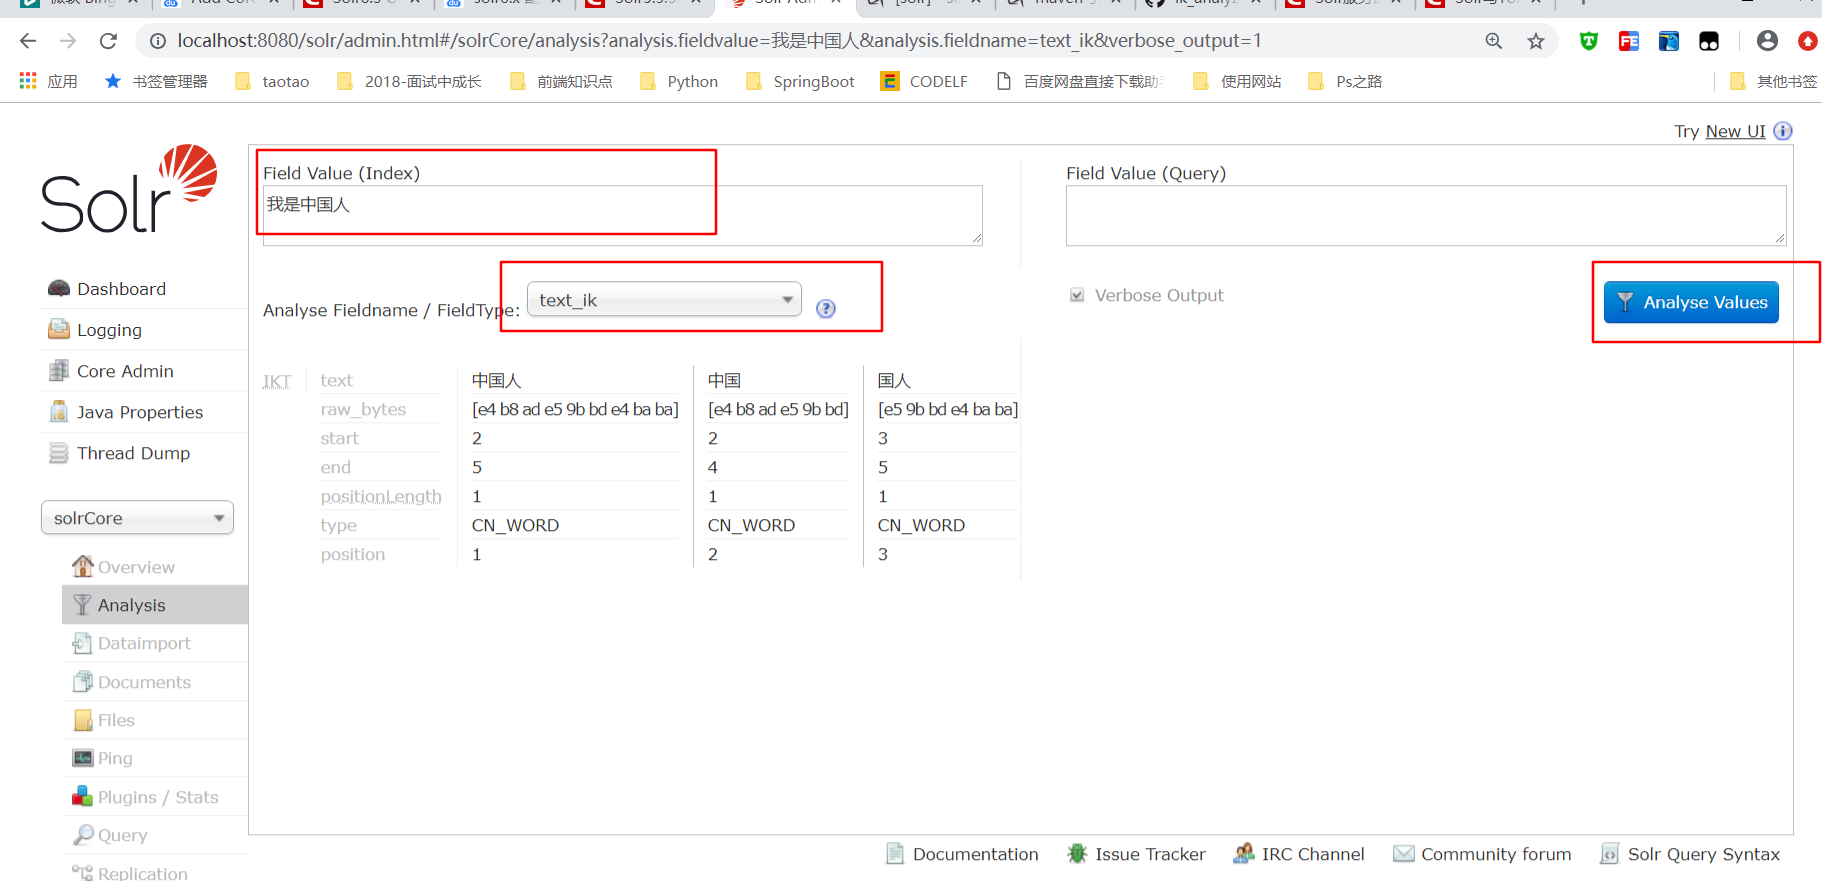 localhost:8080/solr/admin.html#/solrCore/analysis?analysis.fieldvalue=我是中国人&analysis.fieldname=text_ik&verbose_output=1
应用 书签管理器 taotao 2018-面试中成长 前端知识点 Python SpringBoot CODELF 百度网盘直接下载助 使用网站 Ps之路 其他书签
Try New UI
Solr
Field Value (Index)
我是中国人
Field Value (Query)
Analyse Fieldname / FieldType: text_ik
Verbose Output
Analyse Values
Dashboard
Logging
Core Admin
Java Properties
Thread Dump
solrCore
Overview
Analysis
Dataimport
Documents
Files
Ping
Plugins / Stats
Query
Replication
IKT text 中国人 中国 国人
raw_bytes [e4 b8 ad e5 9b bd e4 ba ba] [e4 b8 ad e5 9b bd] [e5 9b bd e4 ba ba]
start 2 2 3
end 5 4 5
positionLength 1 1 1
type CN_WORD CN_WORD CN_WORD
position 1 2 3
Documentation Issue Tracker IRC Channel Community forum Solr Query Syntax